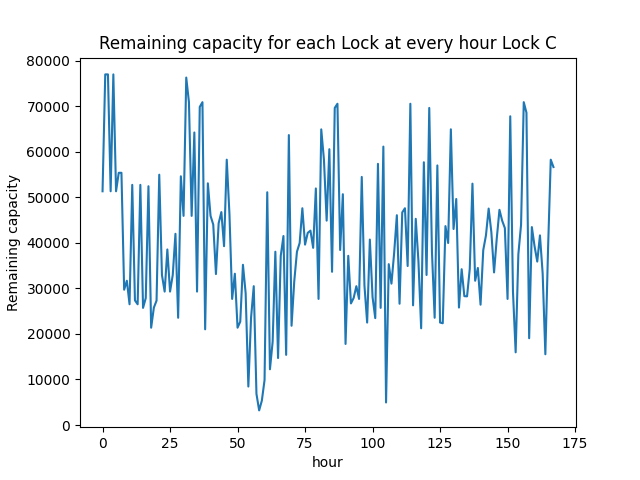 Remaining capacity for each Lock at every hour Lock C
80000
70000
60000
50000
40000
30000
20000
10000
0
Remaining capacity
0 25 50 75 100 125 150 175
hour